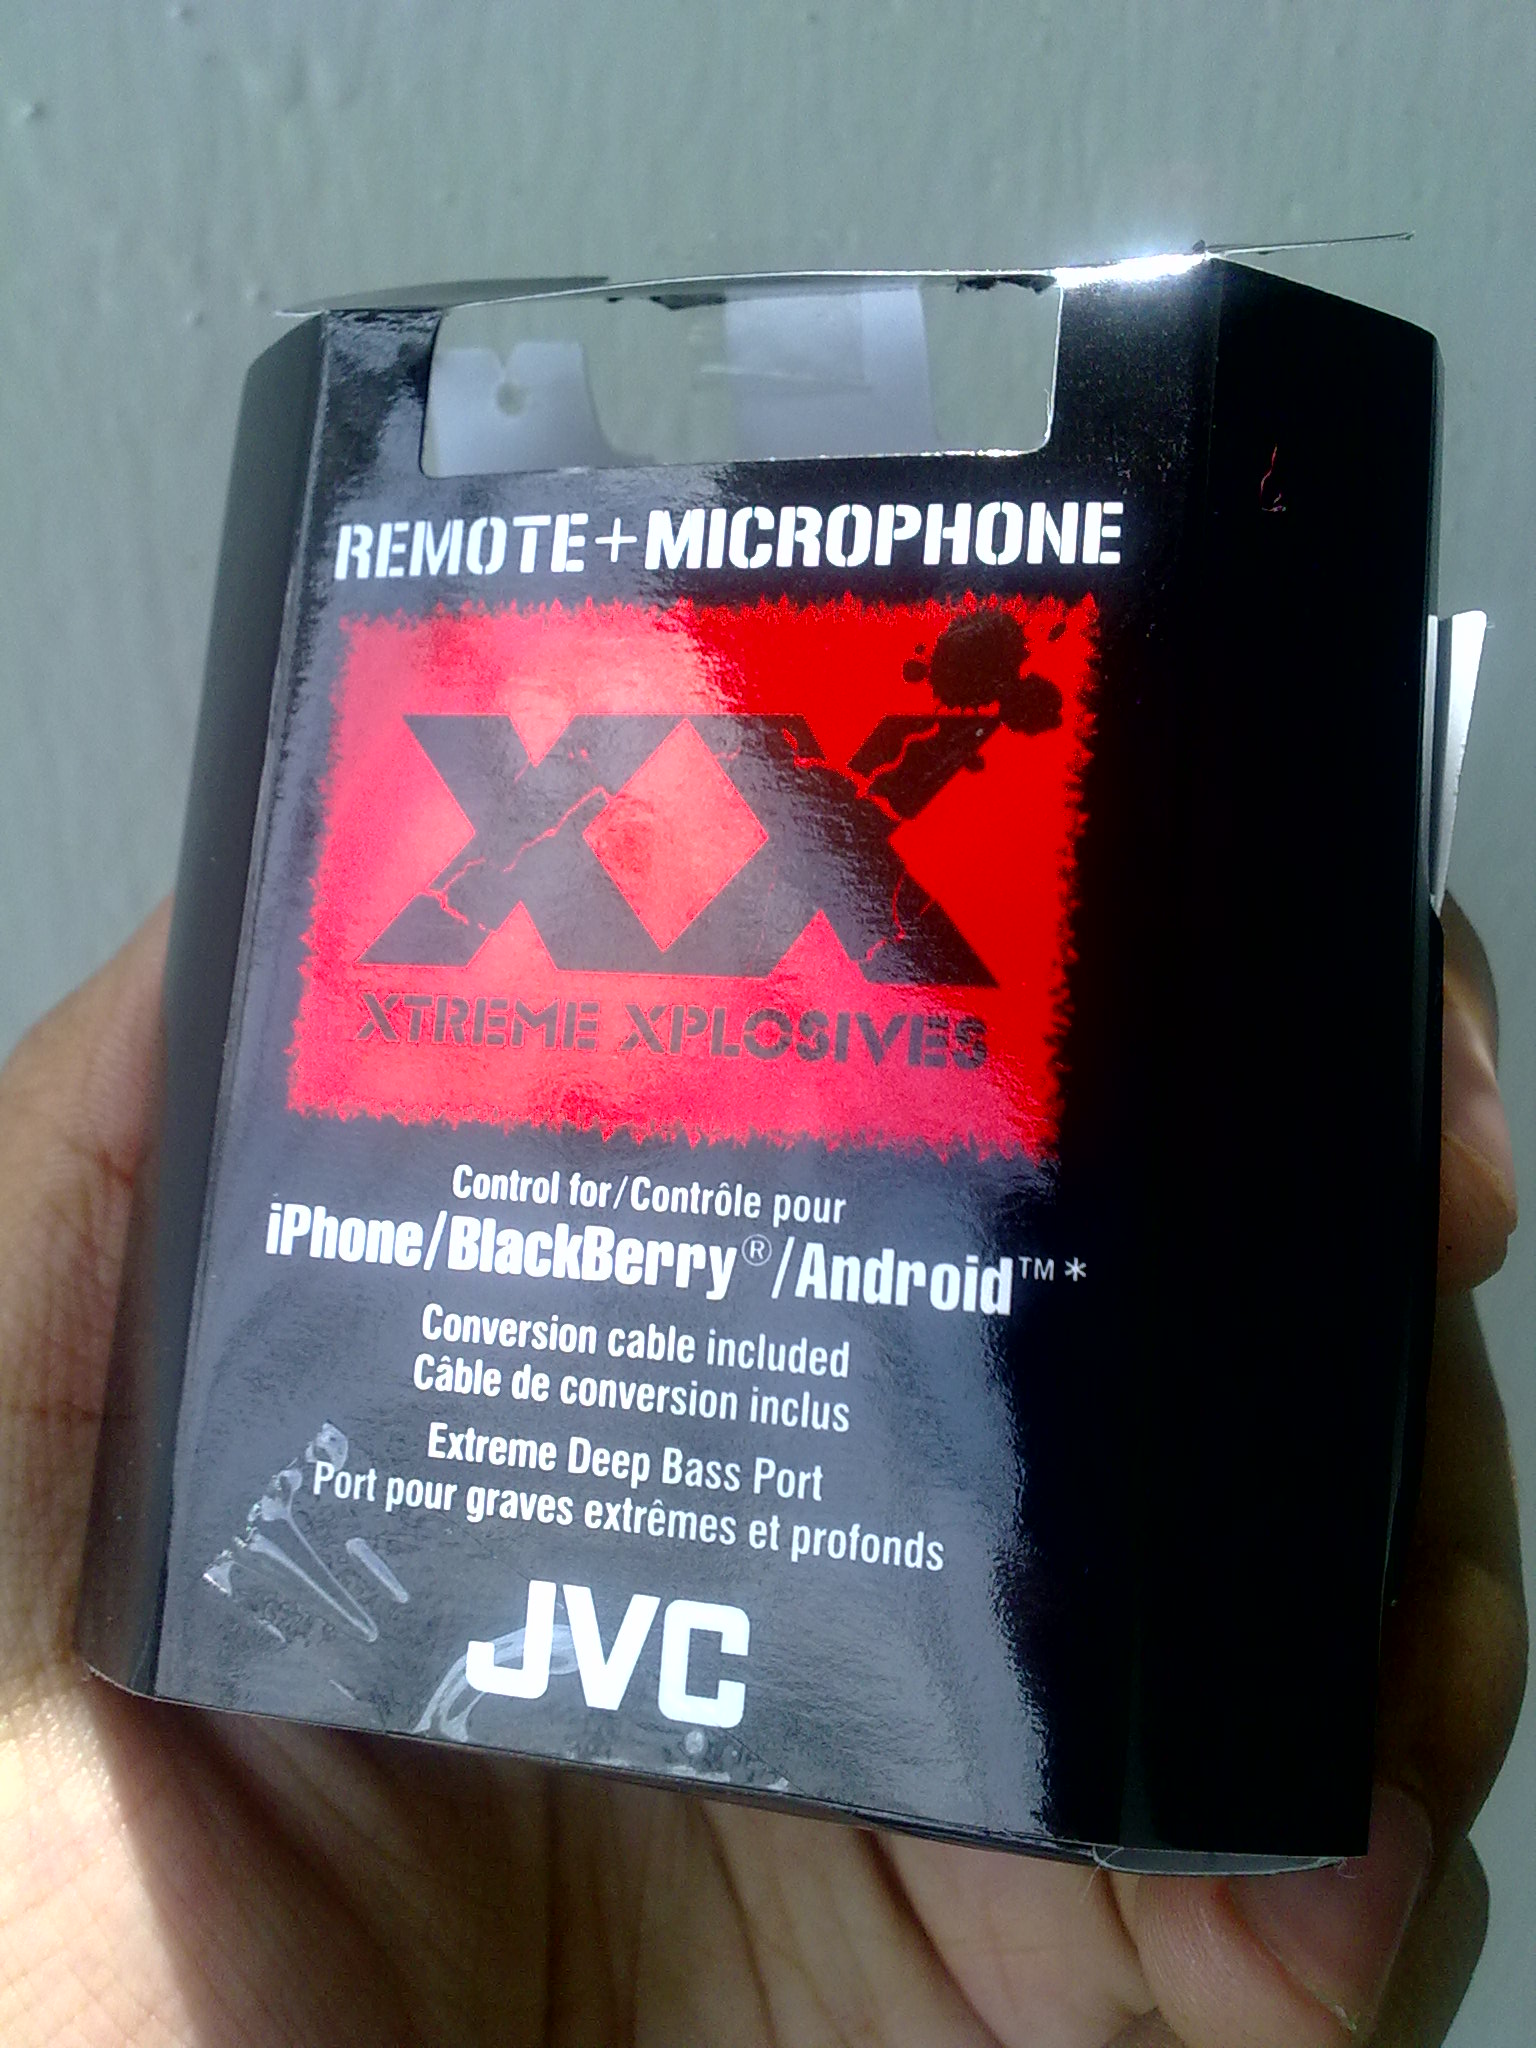 REMOTE+MICROPHONE
XX
XTREME XPLOSIVES
Control for/Contrôle pour
iPhone/BlackBerry®/Android™*
Conversion cable included
Câble de conversion inclus
Extreme Deep Bass Port
Port pour graves extrêmes et profonds
JVC